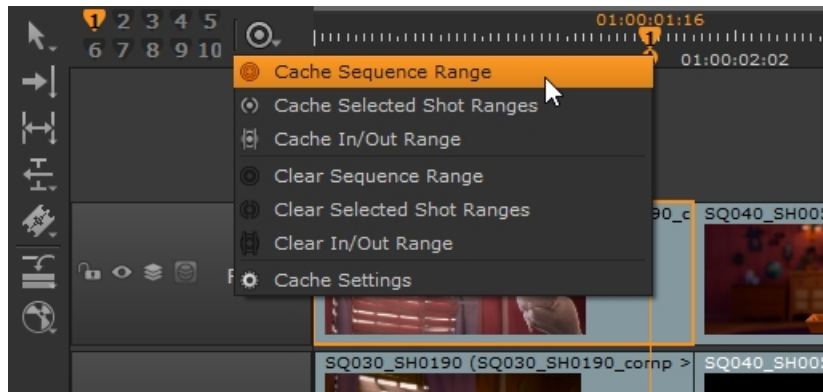 1 2 3 4 5
6 7 8 9 10
01:00:01:16
1
01:00:02:02
Cache Sequence Range
Cache Selected Shot Ranges
Cache In/Out Range
Clear Sequence Range
Clear Selected Shot Ranges
Clear In/Out Range
Cache Settings
90_c
SQ040_SH00
SQ030_SH0190 (SQ030_SH0190_comp >
SQ040_SH00